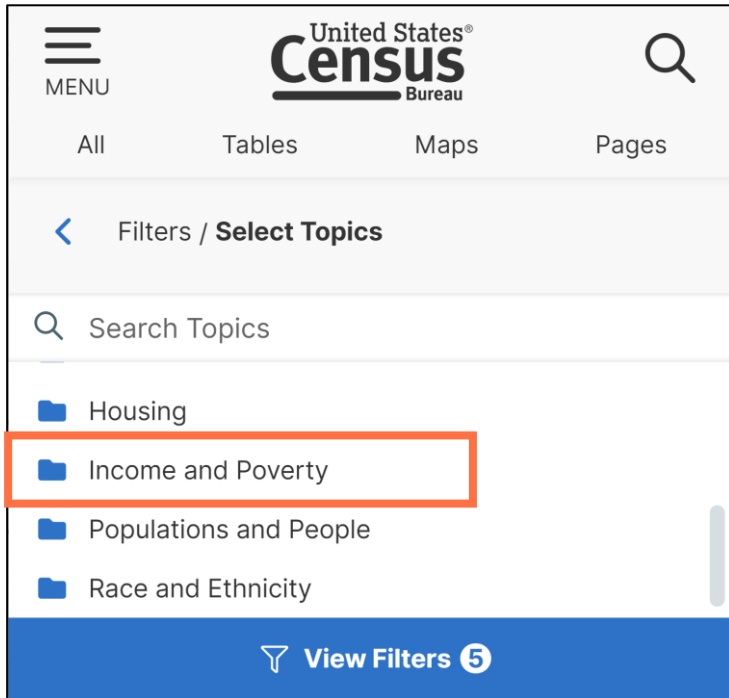 MENU
United States®
Census
Bureau
All Tables Maps Pages
Filters / Select Topics
Search Topics
Housing
Income and Poverty
Populations and People
Race and Ethnicity
View Filters 5